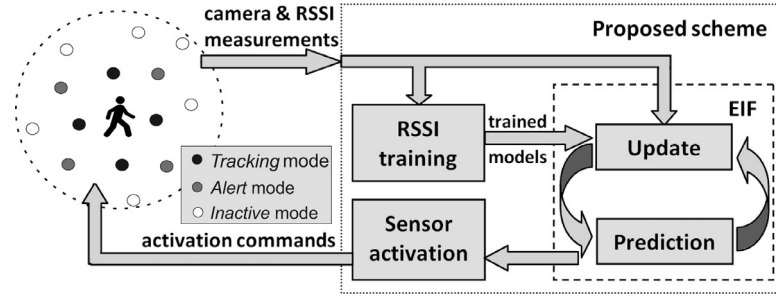 camera & RSSI
measurements
Proposed scheme
EIF
RSSI
training
trained
models
Update
Tracking mode
Alert mode
Inactive mode
Sensor
activation
Prediction
activation commands